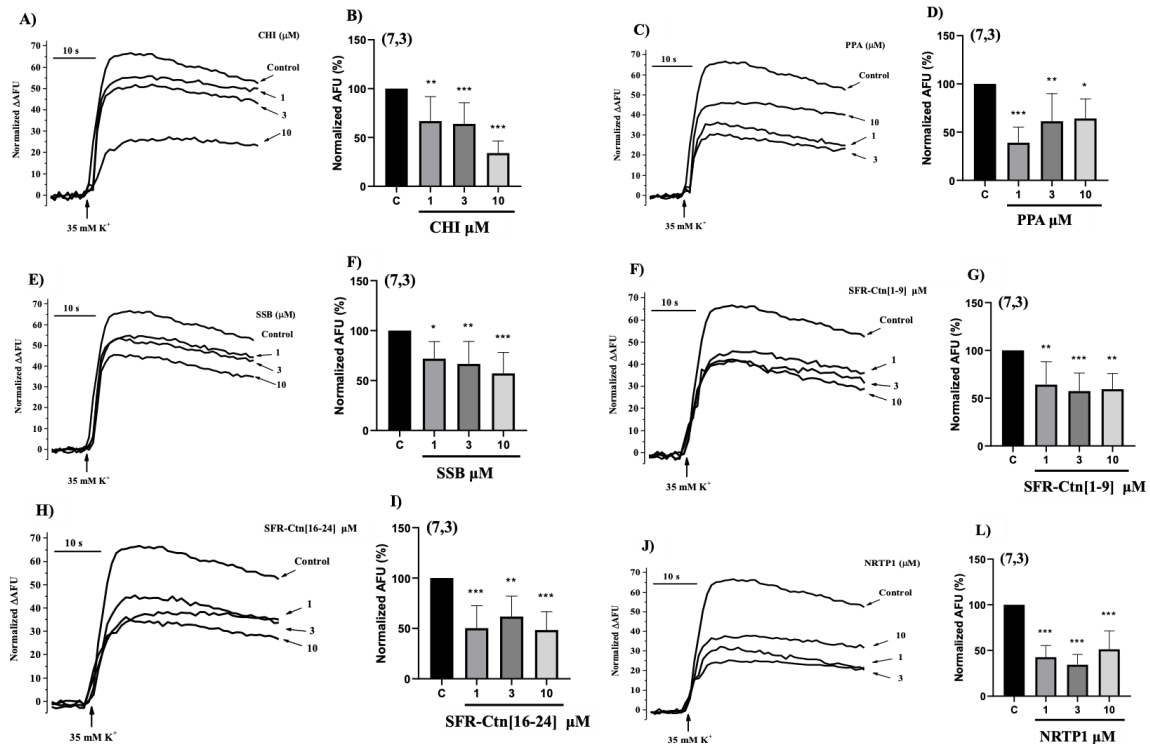 A)
CHI (μM)
10 s
Normalized ΔAFU
70
60
50
40
30
20
10
0
Control
1
3
10
35 mM K+
B)
(7,3)
Normalized AFU (%)
150
100
50
0
**
***
***
C 1 3 10
CHI μM
C)
PPA (μM)
10 s
Normalized ΔAFU
70
60
50
40
30
20
10
0
Control
10
1
3
35 mM K+
D)
(7,3)
Normalized AFU (%)
150
100
50
0
***
**
*
C 1 3 10
PPA μM
E)
SSB (μM)
10 s
Normalized ΔAFU
70
60
50
40
30
20
10
0
Control
1
3
10
35 mM K+
F)
(7,3)
Normalized AFU (%)
150
100
50
0
*
**
***
C 1 3 10
SSB μM
F)
SFR-Ctn[1-9] μM
10 s
Normalized ΔAFU
70
60
50
40
30
20
10
0
Control
1
3
10
35 mM K+
G)
(7,3)
Normalized AFU (%)
150
100
50
0
**
***
**
C 1 3 10
SFR-Ctn[1-9] μM
H)
SFR-Ctn[16-24] μM
10 s
Normalized ΔAFU
70
60
50
40
30
20
10
0
Control
1
3
10
35 mM K+
I)
(7,3)
Normalized AFU (%)
150
100
50
0
***
**
***
C 1 3 10
SFR-Ctn[16-24] μM
J)
NRTP1 (μM)
10 s
Normalized ΔAFU
70
60
50
40
30
20
10
0
Control
10
1
3
35 mM K+
L)
(7,3)
Normalized AFU (%)
150
100
50
0
***
***
***
C 1 3 10
NRTP1 μM